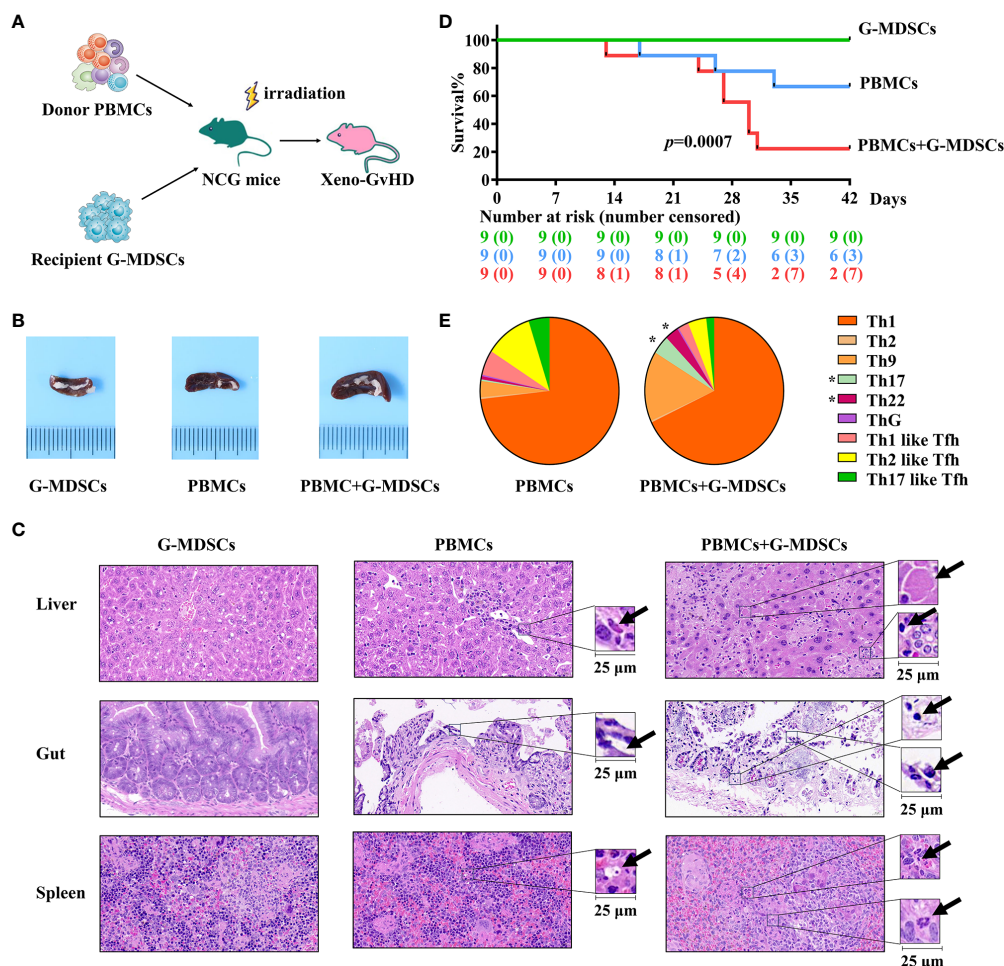 A
Donor PBMCs
irradiation
NCG mice
Xeno-GvHD
Recipient G-MDSCs
B
G-MDSCs
PBMCs
PBMC+G-MDSCs
D
Survival%
100
80
60
40
20
0
G-MDSCs
PBMCs
PBMCs+G-MDSCs
p=0.0007
0 7 14 21 28 35 42 Days
Number at risk (number censored)
9 (0) 9 (0) 9 (0) 9 (0) 9 (0) 9 (0) 9 (0)
9 (0) 9 (0) 9 (0) 8 (1) 7 (2) 6 (3) 6 (3)
9 (0) 9 (0) 8 (1) 8 (1) 5 (4) 2 (7) 2 (7)
E
*
*
PBMCs
PBMCs+G-MDSCs
Th1
Th2
Th9
* Th17
* Th22
ThG
Th1 like Tfh
Th2 like Tfh
Th17 like Tfh
C
G-MDSCs
PBMCs
PBMCs+G-MDSCs
Liver
25 µm
25 µm
Gut
25 µm
25 µm
Spleen
25 µm
25 µm